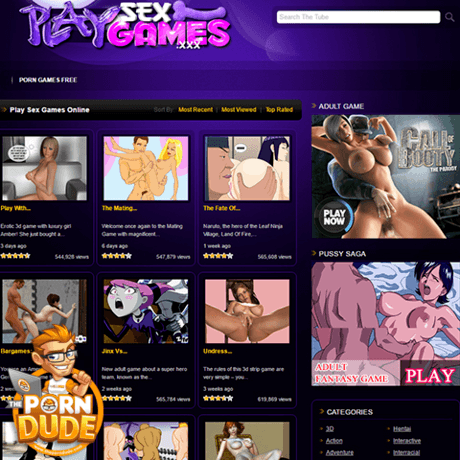 PLAY SEX GAMES .XXX
Search The Tube
PORN GAMES FREE
Play Sex Games Online
Sort By Most Recent | Most Viewed | Top Rated
ADULT GAME
CALL OF BOOTY
THE PARODY
PLAY NOW
Play With...
The Mating...
The Fate Of...
Erotic 3d game with luxury girl
Amber! She just bought a...
Welcome once again to the Mating
Game with magnificent...
Naruto, the hero of the Leaf Ninja
Village, Land Of Fire,...
3 days ago
6 days ago
1 week ago
544,928 views
547,879 views
565,608 views
PUSSY SAGA
ADULT
FANTASY GAME
PLAY
Bargames
Jinx Vs...
Undress...
You're an
New adult game about a super hero
team, known as the...
The rules of this 3d strip game are
very simple – you...
2 weeks ago
2 weeks ago
565,784 views
619,869 views
THE PORN DUDE
CATEGORIES
3D
Hentai
Action
Interactive
Adventure
Interracial